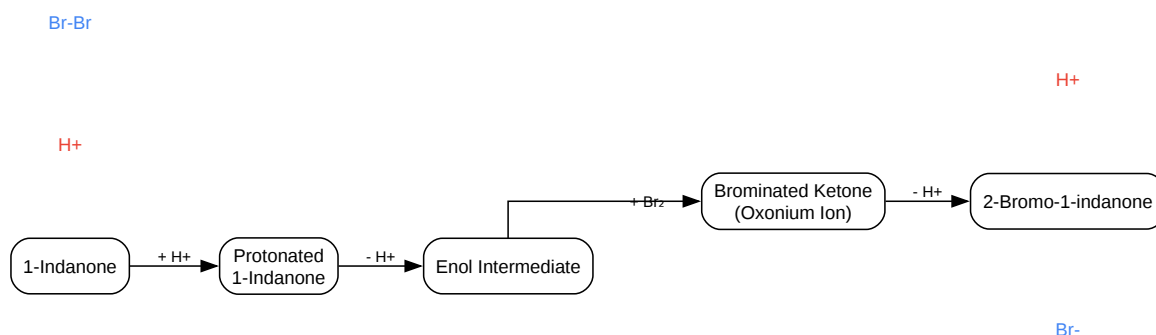 Br-Br
H+
H+
Brominated Ketone
(Oxonium Ion)
- H+
2-Bromo-1-indanone
+ Br₂
1-Indanone
+ H+
Protonated
1-Indanone
- H+
Enol Intermediate
Br-